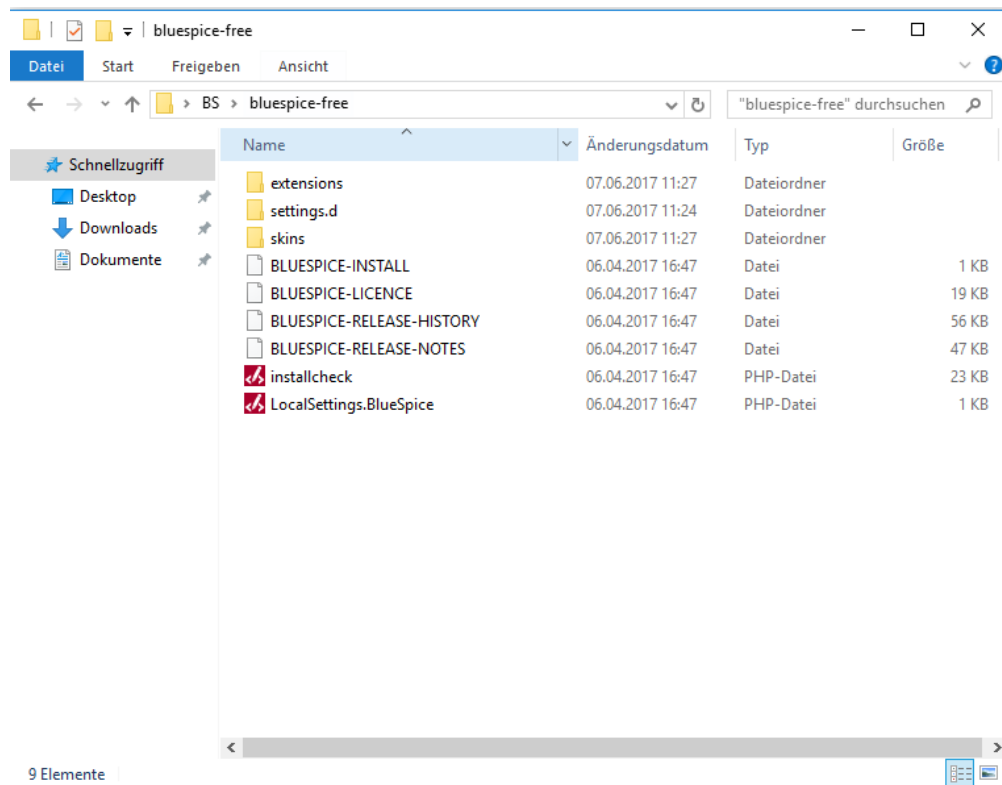 bluespice-free
Datei Start Freigeben Ansicht
BS bluespice-free "bluespice-free" durchsuchen
Name Änderungsdatum Typ Größe
Schnellzugriff
Desktop
Downloads
Dokumente
extensions 07.06.2017 11:27 Dateiordner
settings.d 07.06.2017 11:24 Dateiordner
skins 07.06.2017 11:27 Dateiordner
BLUESPICE-INSTALL 06.04.2017 16:47 Datei 1 KB
BLUESPICE-LICENCE 06.04.2017 16:47 Datei 19 KB
BLUESPICE-RELEASE-HISTORY 06.04.2017 16:47 Datei 56 KB
BLUESPICE-RELEASE-NOTES 06.04.2017 16:47 Datei 47 KB
installcheck 06.04.2017 16:47 PHP-Datei 23 KB
LocalSettings.BlueSpice 06.04.2017 16:47 PHP-Datei 1 KB
9 Elemente